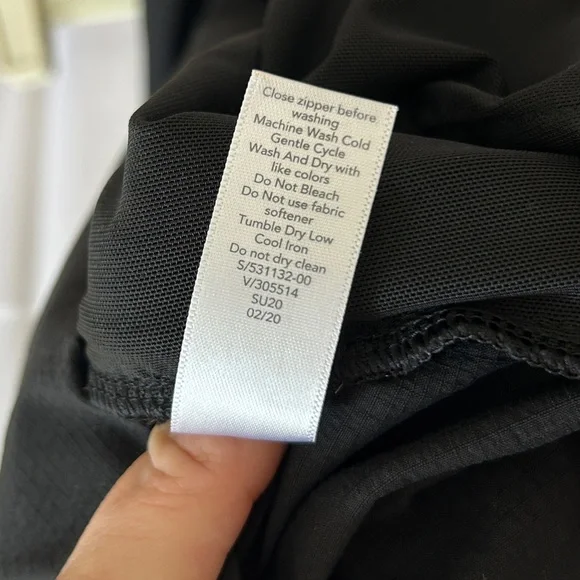 Close zipper before
washing
Machine Wash Cold
Gentle Cycle
Wash And Dry with
like colors
Do Not Bleach
Do Not use fabric
softener
Tumble Dry Low
Cool Iron
Do not dry clean
S/531132-00
V/305514
SU20
02/20